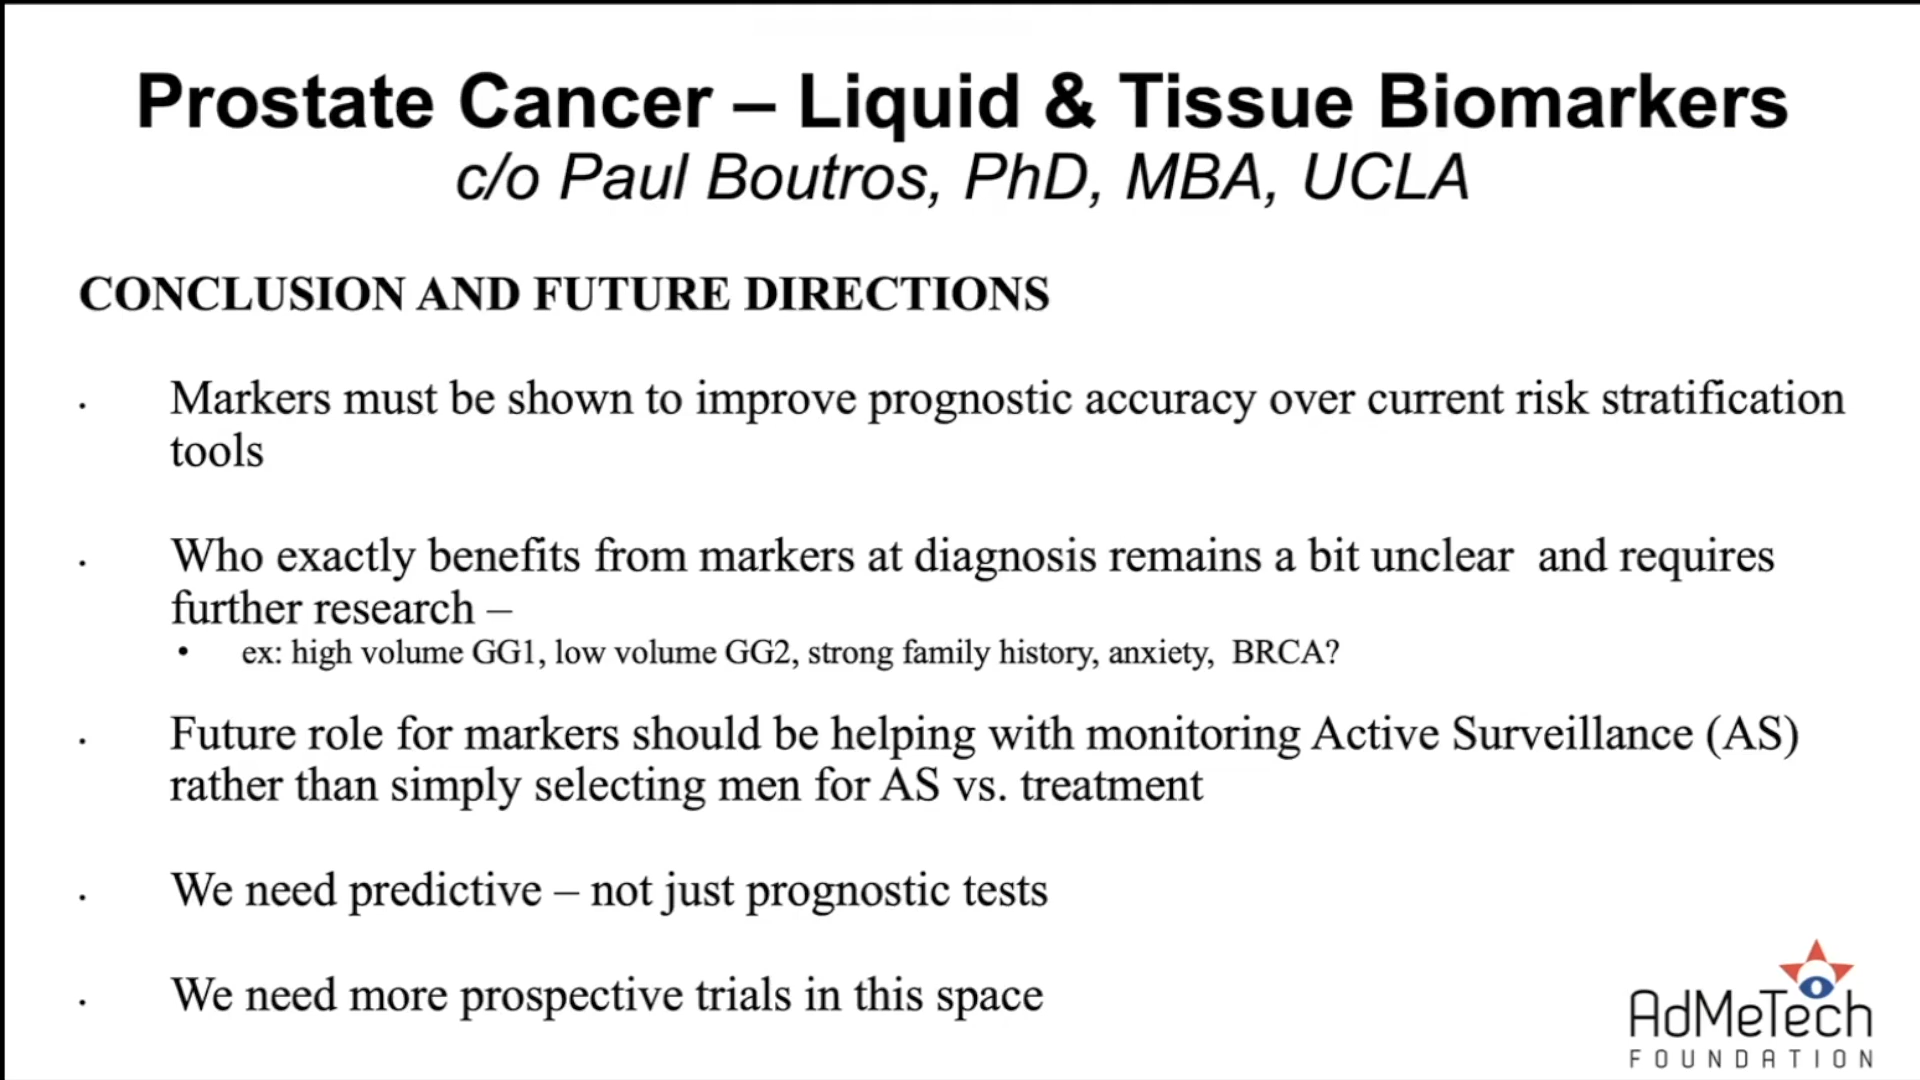 Prostate Cancer – Liquid & Tissue Biomarkers
c/o Paul Boutros, PhD, MBA, UCLA
CONCLUSION AND FUTURE DIRECTIONS
· Markers must be shown to improve prognostic accuracy over current risk stratification
tools
· Who exactly benefits from markers at diagnosis remains a bit unclear  and requires
further research –
• ex: high volume GG1, low volume GG2, strong family history, anxiety,  BRCA?
· Future role for markers should be helping with monitoring Active Surveillance (AS)
rather than simply selecting men for AS vs. treatment
· We need predictive – not just prognostic tests
· We need more prospective trials in this space
AdMeTech
FOUNDATION